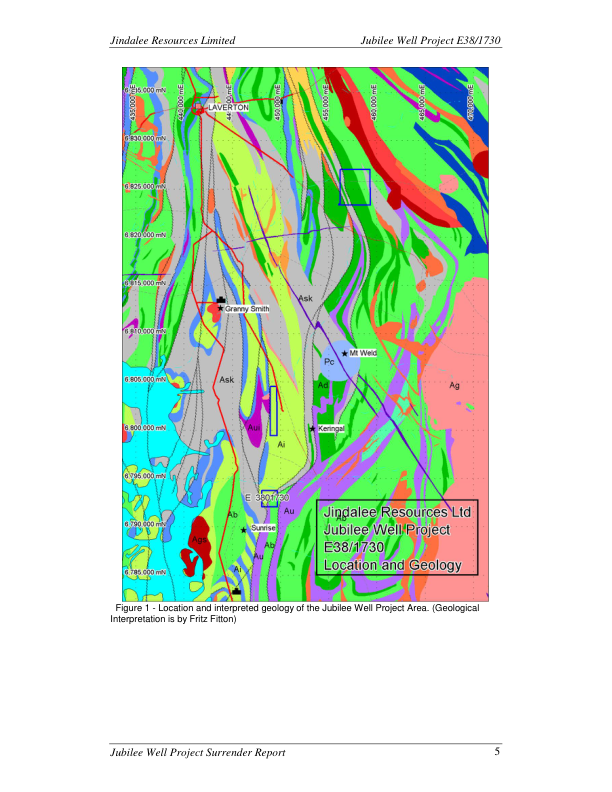 Jindalee Resources Limited Jubilee Well Project E38/1730
435,000 mE 440,000 mE 450,000 mE 455,000 mE 460,000 mE 465,000 mE 470,000 mE
6,835,000 mN
LAVERTON
6,830,000 mN
6,825,000 mN
6,820,000 mN
6,815,000 mN
Ask
Granny Smith
6,810,000 mN
Mt Weld
Pc
6,805,000 mN
Ask
Ad
Ag
6,800,000 mN
Aui
Keringal
Ai
6,795,000 mN
E 3801730
Ab
Au
6,790,000 mN
Sunrise
Ags
Ab
Au
Ai
6,785,000 mN
Ab
Jindalee Resources Ltd
Jubilee Well Project
E38/1730
Location and Geology
Figure 1 - Location and interpreted geology of the Jubilee Well Project Area. (Geological
Interpretation is by Fritz Fitton)
Jubilee Well Project Surrender Report 5